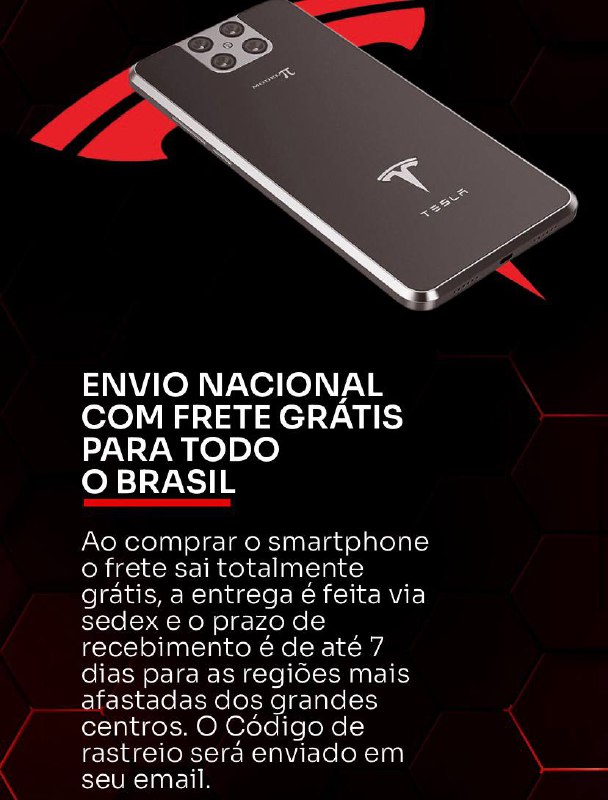 MODEL π
TESLA
ENVIO NACIONAL
COM FRETE GRÁTIS
PARA TODO
O BRASIL
Ao comprar o smartphone
o frete sai totalmente
grátis, a entrega é feita via
sedex e o prazo de
recebimento é de até 7
dias para as regiões mais
afastadas dos grandes
centros. O Código de
rastreio será enviado em
seu email.